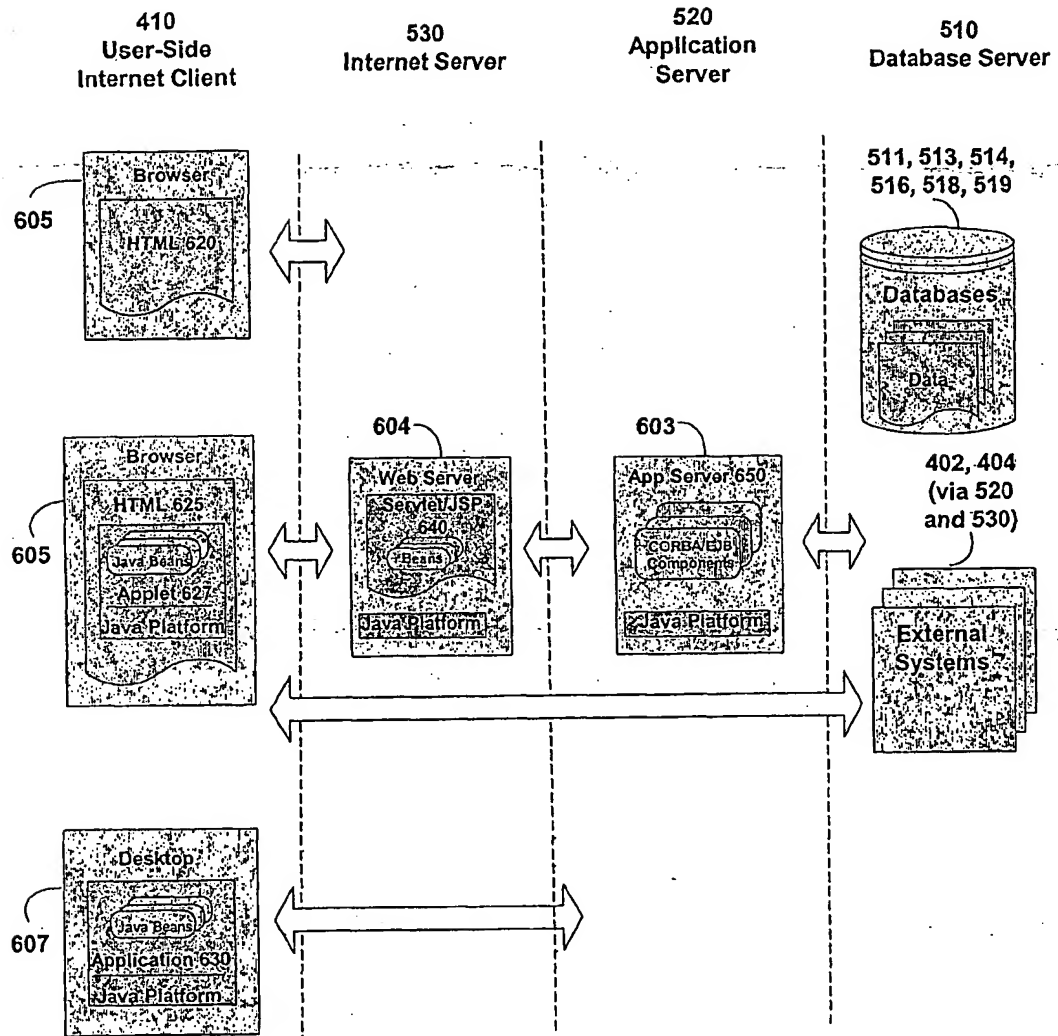 410
User-Side
Internet Client
530
Internet Server
520
Application
Server
510
Database Server
605
Browser
HTML 620
511, 513, 514,
516, 518, 519
Databases
Data
605
Browser
HTML 625
Java Beans
Applet 627
Java Platform
604
Web Server
Servlet/JSP
640
Beans
Java Platform
603
App Server 650
CORBA/EJB
Components
Java Platform
402, 404
(via 520
and 530)
External
Systems
607
Desktop
Java Beans
Application 630
Java Platform